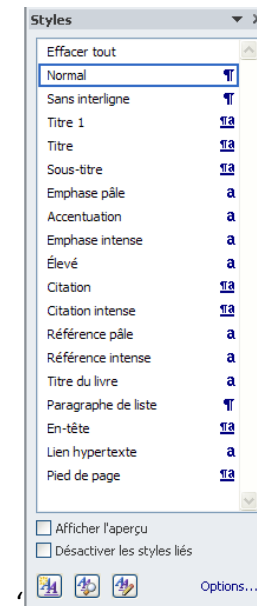 Styles
Effacer tout
Normal ¶
Sans interligne ¶
Titre 1 ¶a
Titre ¶a
Sous-titre ¶a
Emphase pâle a
Accentuation a
Emphase intense a
Élevé a
Citation ¶a
Citation intense ¶a
Référence pâle a
Référence intense a
Titre du livre a
Paragraphe de liste ¶
En-tête ¶a
Lien hypertexte a
Pied de page ¶a
Afficher l'aperçu
Désactiver les styles liés
Options...